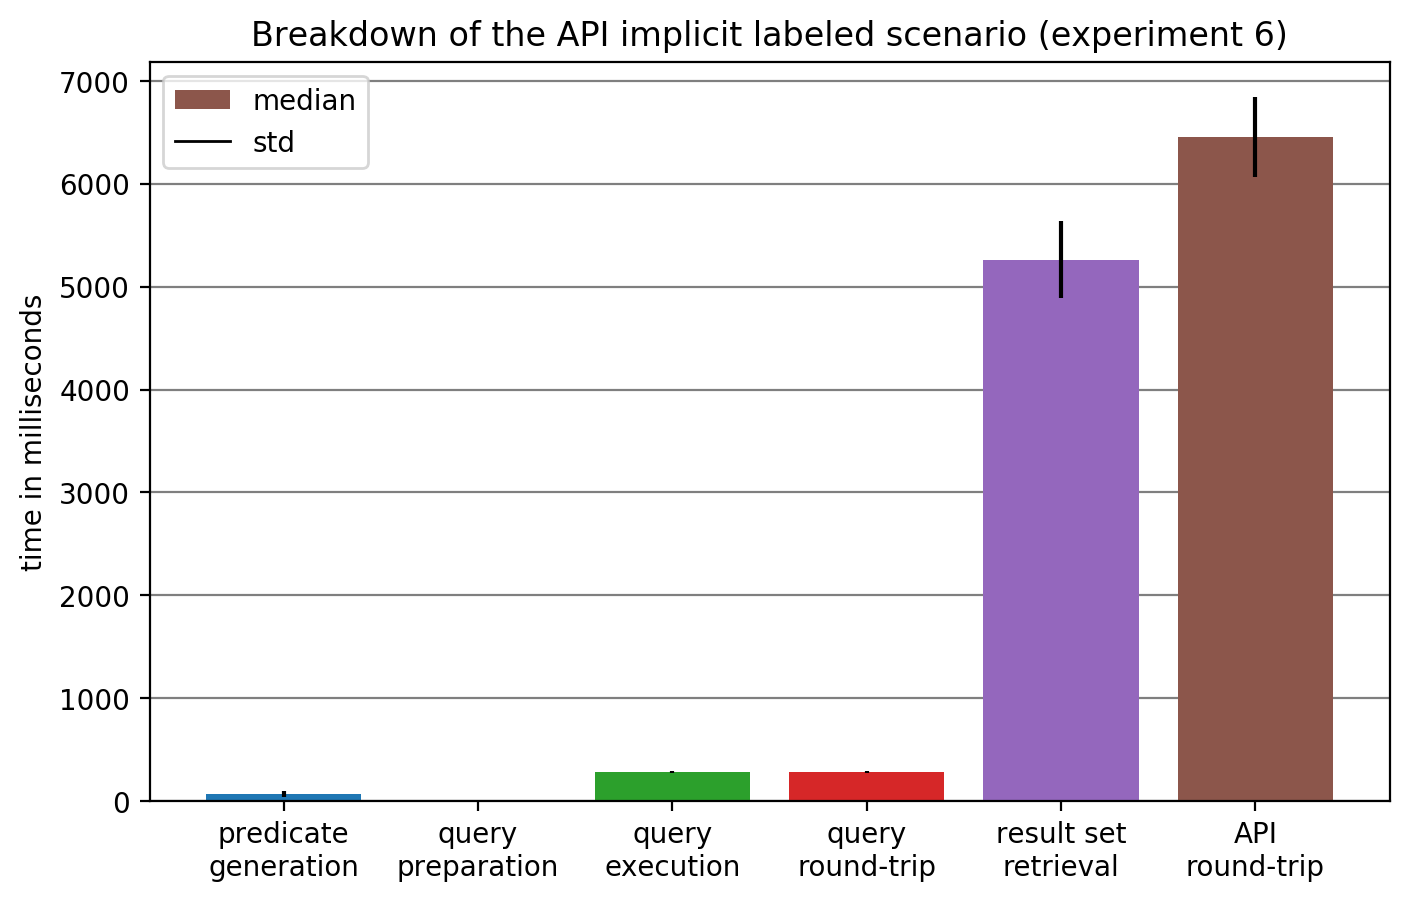 Breakdown of the API implicit labeled scenario (experiment 6)
median
std
time in milliseconds
7000
6000
5000
4000
3000
2000
1000
0
predicate
generation
query
preparation
query
execution
query
round-trip
result set
retrieval
API
round-trip